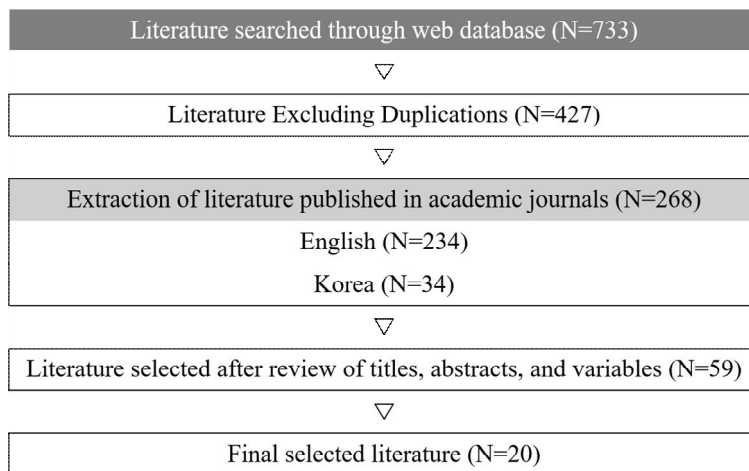 Literature searched through web database (N=733)
Literature Excluding Duplications (N=427)
Extraction of literature published in academic journals (N=268)
English (N=234)
Korea (N=34)
Literature selected after review of titles, abstracts, and variables (N=59)
Final selected literature (N=20)